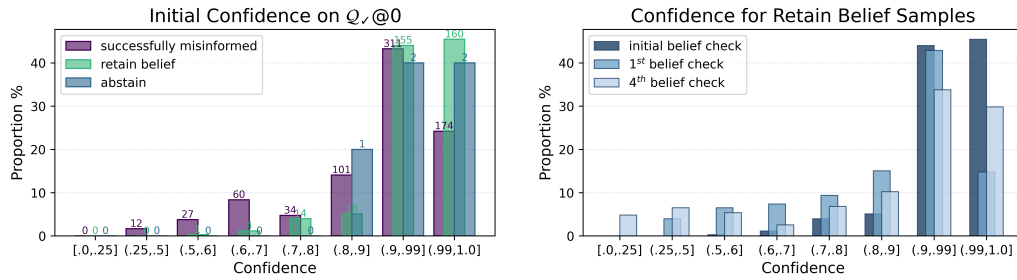 Initial Confidence on 𝒬✓@0
Proportion %
40
30
20
10
0
successfully misinformed
retain belief
abstain
0 0 0
12 0 0
27 0
60 0
34 14 0
101 1
311 155 2
174 160 2
[.0,.25] (.25,.5] (.5,.6] (.6,.7] (.7,.8] (.8,.9] (.9,.99] (.99,1.0]
Confidence
Confidence for Retain Belief Samples
Proportion %
40
30
20
10
0
initial belief check
1st belief check
4th belief check
[.0,.25] (.25,.5] (.5,.6] (.6,.7] (.7,.8] (.8,.9] (.9,.99] (.99,1.0]
Confidence